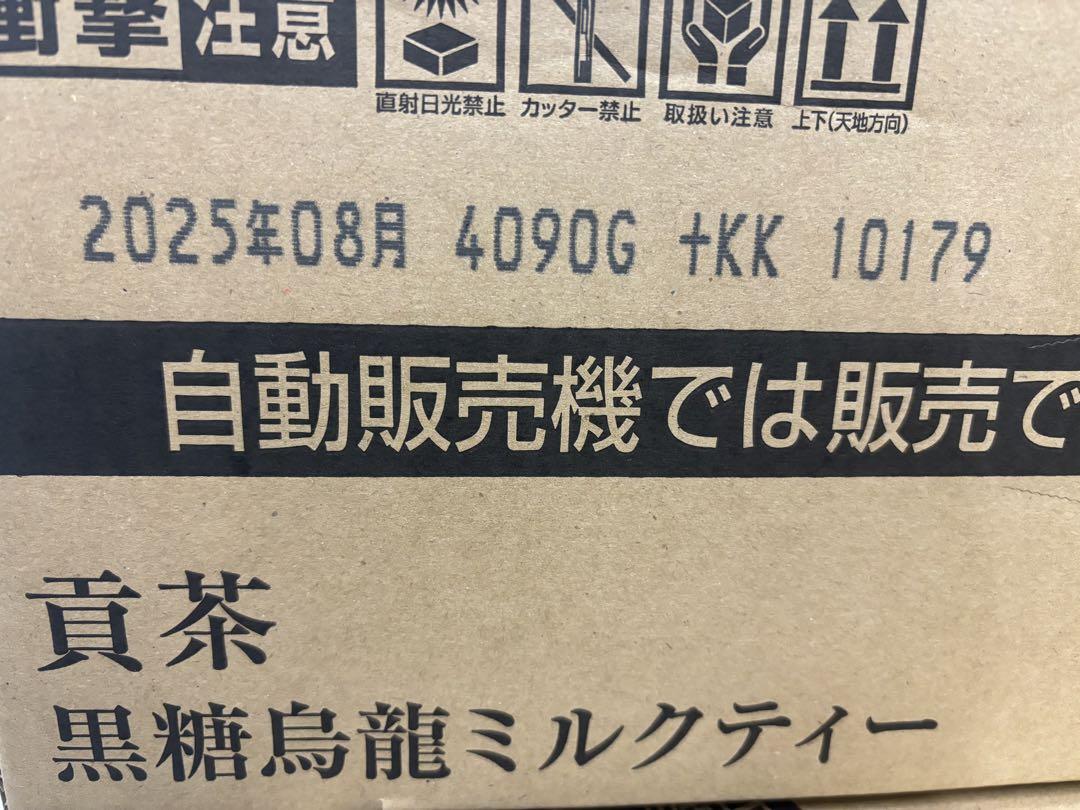 衝撃注意
直射日光禁止 カッター禁止 取扱い注意 上下(天地方向)
2025年08月 4090G +KK 10179
自動販売機では販売で
貢茶
黒糖烏龍ミルクティー